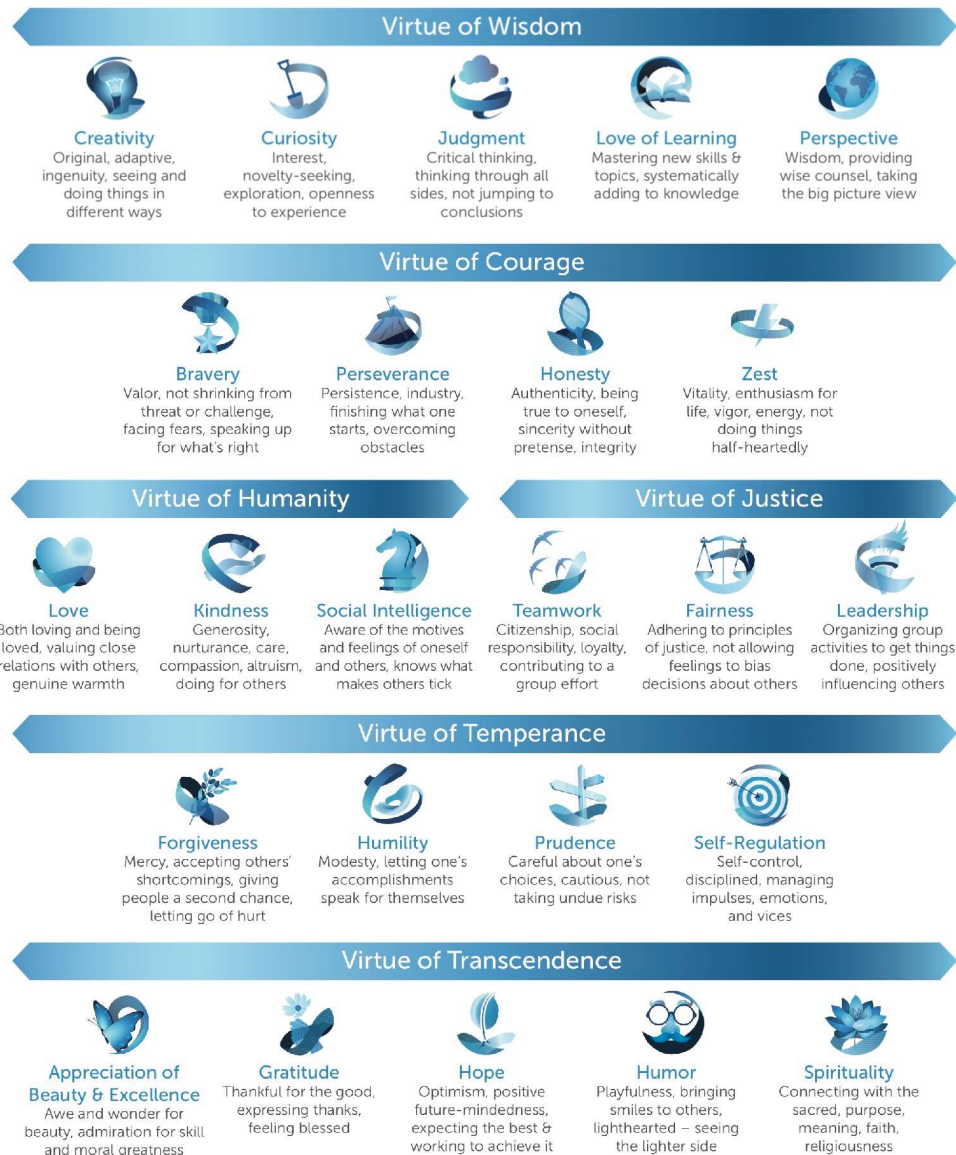 Virtue of Wisdom
Creativity
Original, adaptive,
ingenuity, seeing and
doing things in
different ways
Curiosity
Interest,
novelty-seeking,
exploration, openness
to experience
Judgment
Critical thinking,
thinking through all
sides, not jumping to
conclusions
Love of Learning
Mastering new skills &
topics, systematically
adding to knowledge
Perspective
Wisdom, providing
wise counsel, taking
the big picture view
Virtue of Courage
Bravery
Valor, not shrinking from
threat or challenge,
facing fears, speaking up
for what's right
Perseverance
Persistence, industry,
finishing what one
starts, overcoming
obstacles
Honesty
Authenticity, being
true to oneself,
sincerity without
pretense, integrity
Zest
Vitality, enthusiasm for
life, vigor, energy, not
doing things
half-heartedly
Virtue of Humanity
Love
Both loving and being
loved, valuing close
relations with others,
genuine warmth
Kindness
Generosity,
nurturance, care,
compassion, altruism,
doing for others
Social Intelligence
Aware of the motives
and feelings of oneself
and others, knows what
makes others tick
Virtue of Justice
Teamwork
Citizenship, social
responsibility, loyalty,
contributing to a
group effort
Fairness
Adhering to principles
of justice, not allowing
feelings to bias
decisions about others
Leadership
Organizing group
activities to get things
done, positively
influencing others
Virtue of Temperance
Forgiveness
Mercy, accepting others'
shortcomings, giving
people a second chance,
letting go of hurt
Humility
Modesty, letting one's
accomplishments
speak for themselves
Prudence
Careful about one's
choices, cautious, not
taking undue risks
Self-Regulation
Self-control,
disciplined, managing
impulses, emotions,
and vices
Virtue of Transcendence
Appreciation of
Beauty & Excellence
Awe and wonder for
beauty, admiration for skill
and moral greatness
Gratitude
Thankful for the good,
expressing thanks,
feeling blessed
Hope
Optimism, positive
future-mindedness,
expecting the best &
working to achieve it
Humor
Playfulness, bringing
smiles to others,
lighthearted – seeing
the lighter side
Spirituality
Connecting with the
sacred, purpose,
meaning, faith,
religiousness